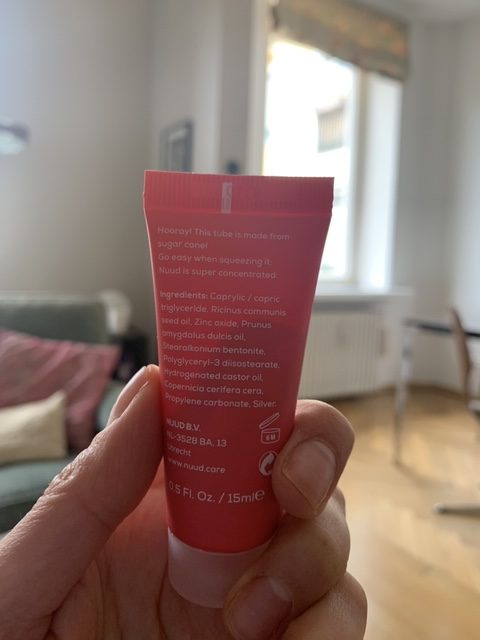 Hooray! This tube is made from
sugar cane!
Go easy when squeezing it:
Nuud is super concentrated.
Ingredients: Caprylic / capric
triglyceride, Ricinus communis
seed oil, Zinc oxide, Prunus
amygdalus dulcis oil,
Stearalkonium bentonite,
Polyglyceryl-3 diisostearate,
Hydrogenated castor oil,
Copernicia cerifera cera,
Propylene carbonate, Silver.
NUUD B.V.
NL-3528 BA, 13
Utrecht
www.nuud.care
6M
0.5 Fl. Oz. / 15ml e